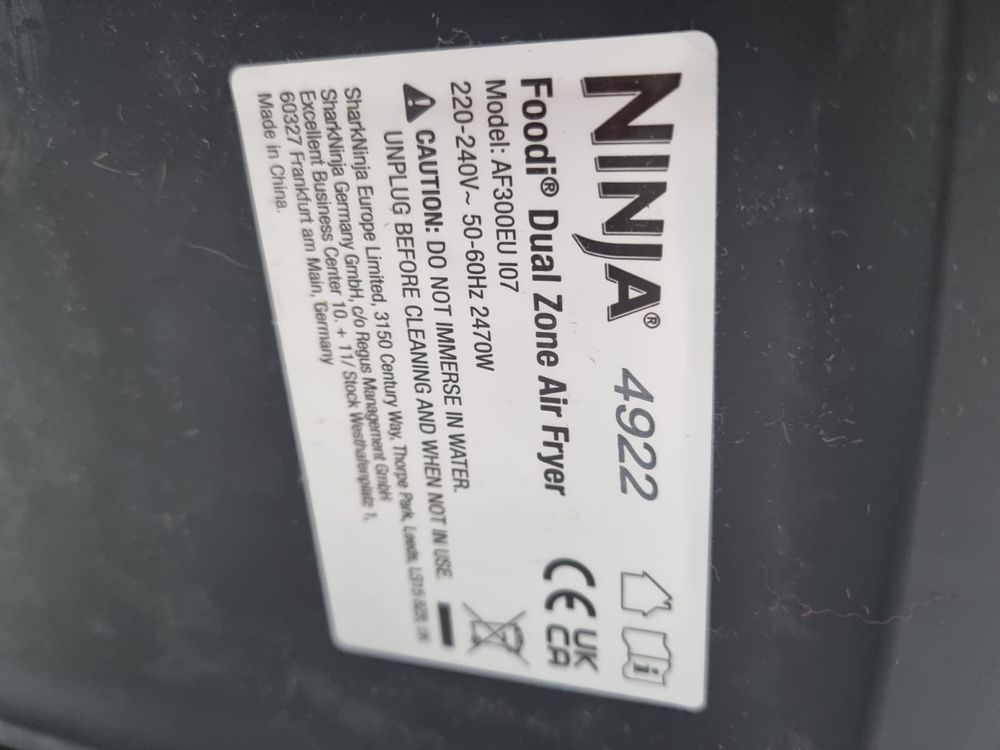 NINJA® 4922
Foodi® Dual Zone Air Fryer
Model: AF300EU I07
220-240V~ 50-60Hz 2470W
CE UK CA
CAUTION: DO NOT IMMERSE IN WATER.
UNPLUG BEFORE CLEANING AND WHEN NOT IN USE.
SharkNinja Europe Limited, 3150 Century Way, Thorpe Park, Leeds, LS15 8ZB, UK
SharkNinja Germany GmbH, c/o Regus Management GmbH
Excellent Business Center 10. + 11/ Stock Westhafenplatz 1,
60327 Frankfurt am Main, Germany
Made in China.